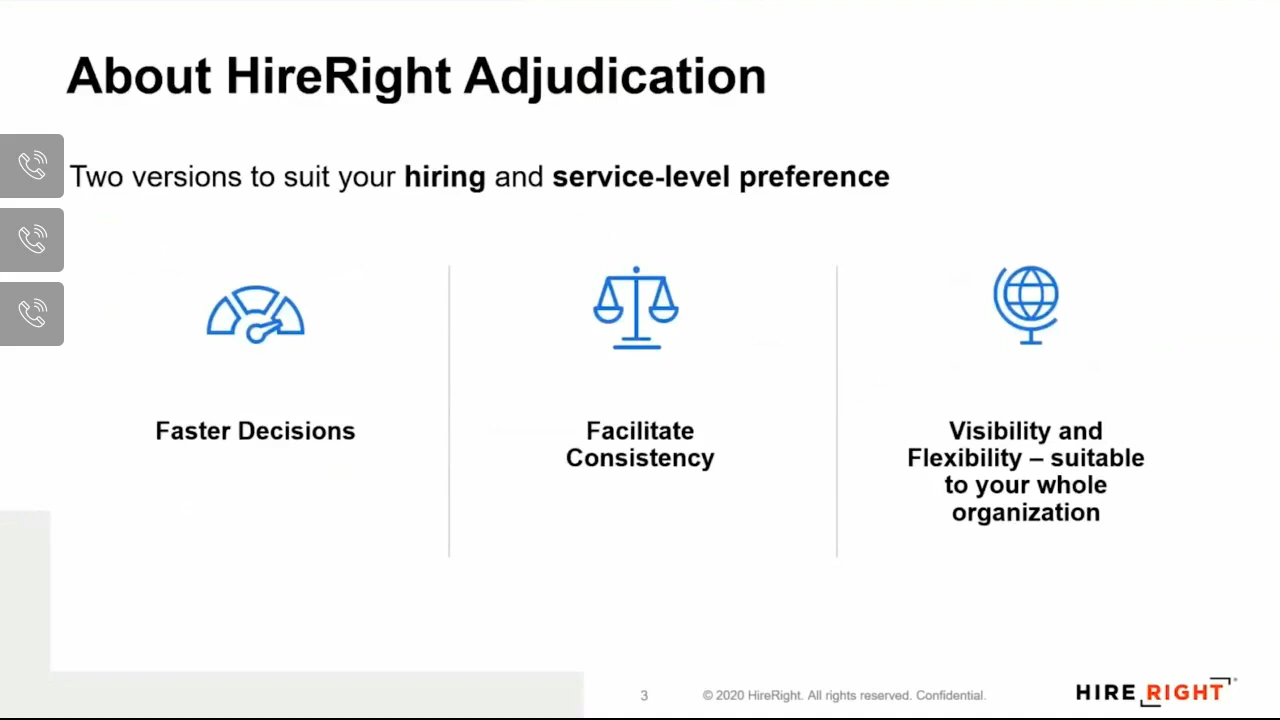 About HireRight Adjudication
Two versions to suit your hiring and service-level preference
Faster Decisions
Facilitate
Consistency
Visibility and
Flexibility – suitable
to your whole
organization
3
© 2020 HireRight. All rights reserved. Confidential.
HIRE RIGHT